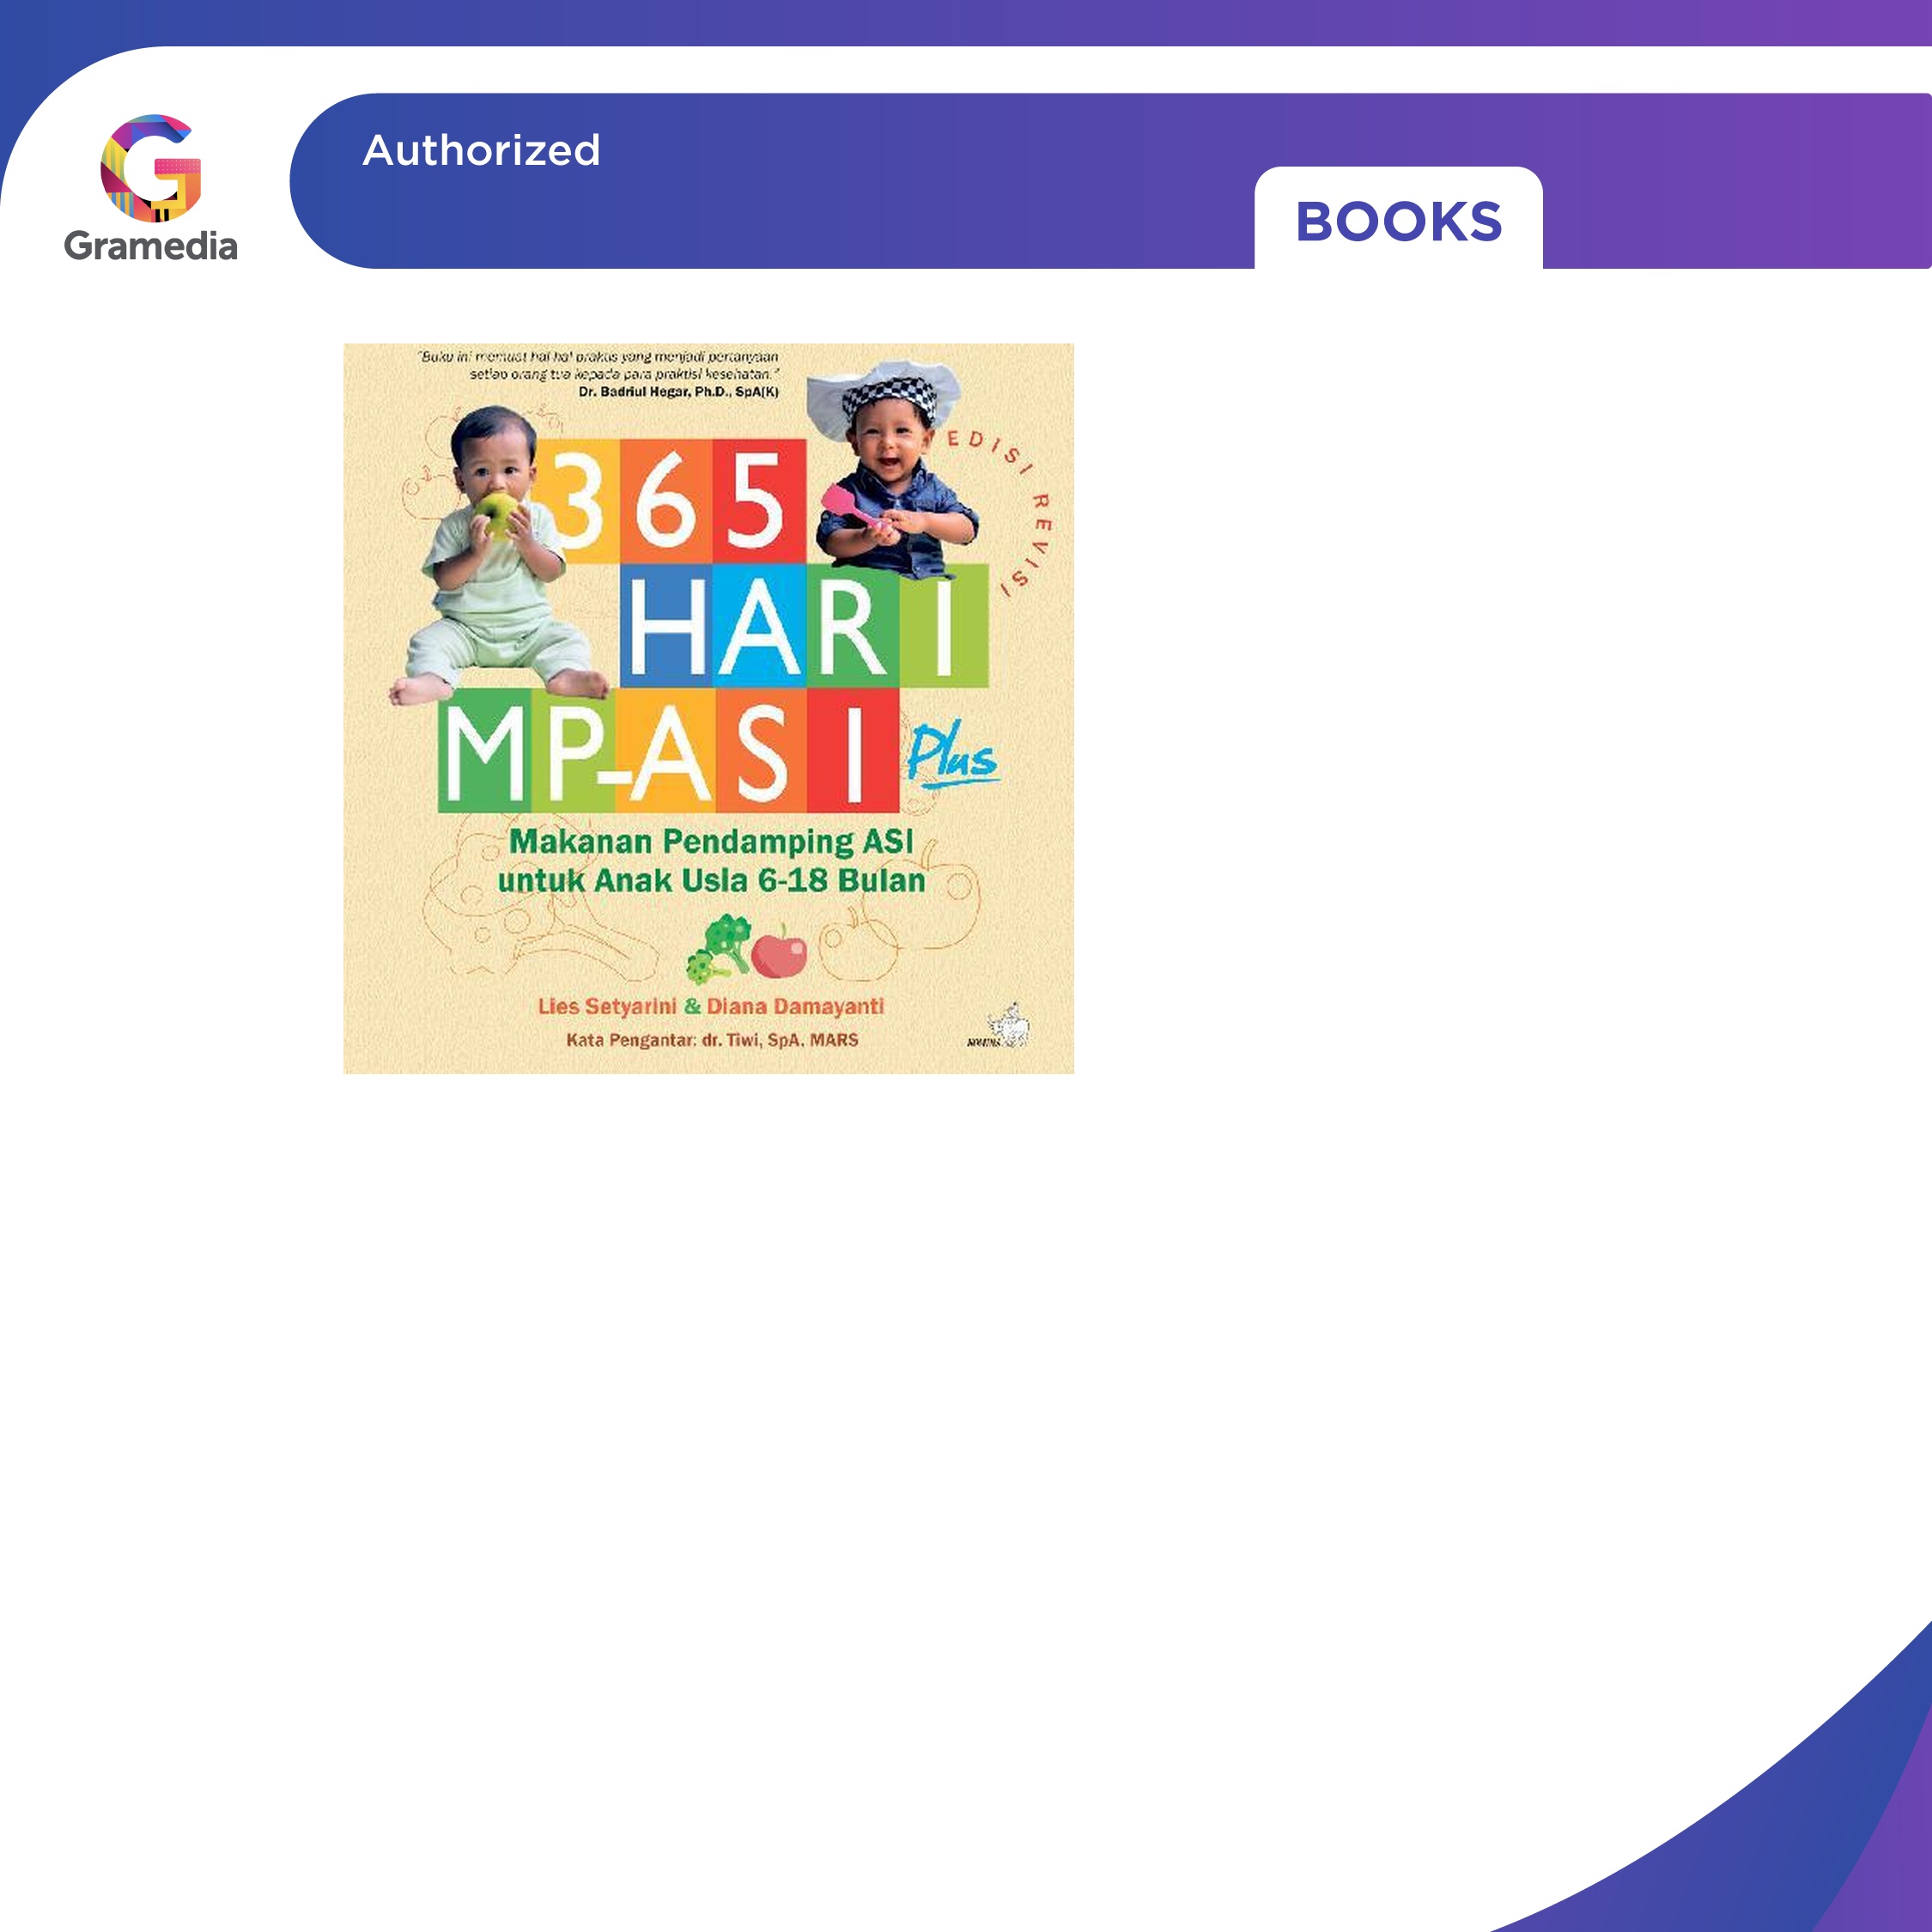 Authorized
BOOKS
Gramedia
"Buku ini memuat hal-hal praktis yang menjadi pertanyaan
setiap orang tua kepada para praktisi kesehatan."
Dr. Badriul Hegar, Ph.D., SpA(K)
EDISI REVISI
365
HARI
MP-ASI Plus
Makanan Pendamping ASI
untuk Anak Usia 6-18 Bulan
Lies Setyarini & Diana Damayanti
Kata Pengantar: dr. Tiwi, SpA, MARS